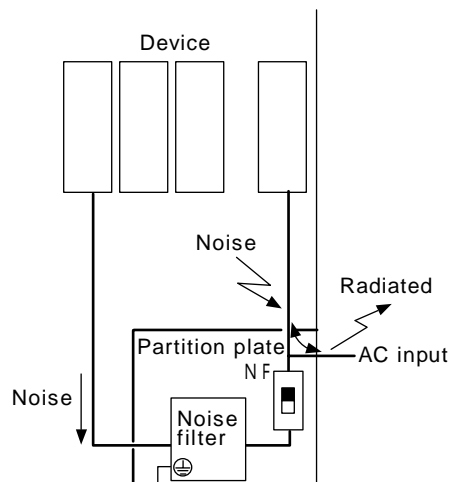 Device
Noise
Radiated
Partition plate
AC input
NF
Noise
Noise
filter